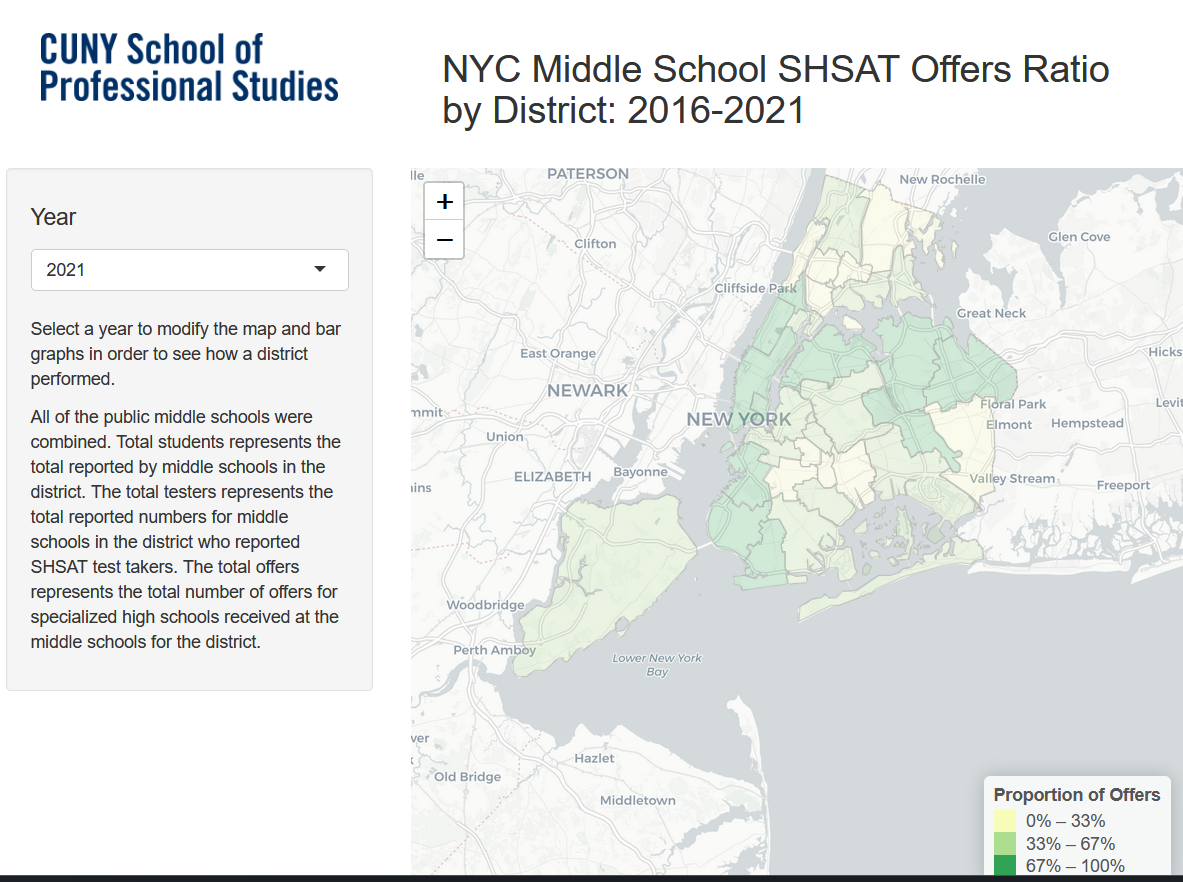 CUNY School of
Professional Studies
NYC Middle School SHSAT Offers Ratio
by District: 2016-2021
Year
2021
Select a year to modify the map and bar
graphs in order to see how a district
performed.
All of the public middle schools were
combined. Total students represents the
total reported by middle schools in the
district. The total testers represents the
total reported numbers for middle
schools in the district who reported
SHSAT test takers. The total offers
represents the total number of offers for
specialized high schools received at the
middle schools for the district.
+
−
lle
PATERSON
New Rochelle
Clifton
Glen Cove
Cliffside Park
Great Neck
East Orange
Hicks
NEWARK
mmit
NEW YORK
Floral Park
Levit
Elmont
Hempstead
Union
ELIZABETH
Bayonne
Valley Stream
Freeport
ains
Woodbridge
Perth Amboy
Lower New York
Bay
ver
Hazlet
Old Bridge
Middletown
Proportion of Offers
0% – 33%
33% – 67%
67% – 100%